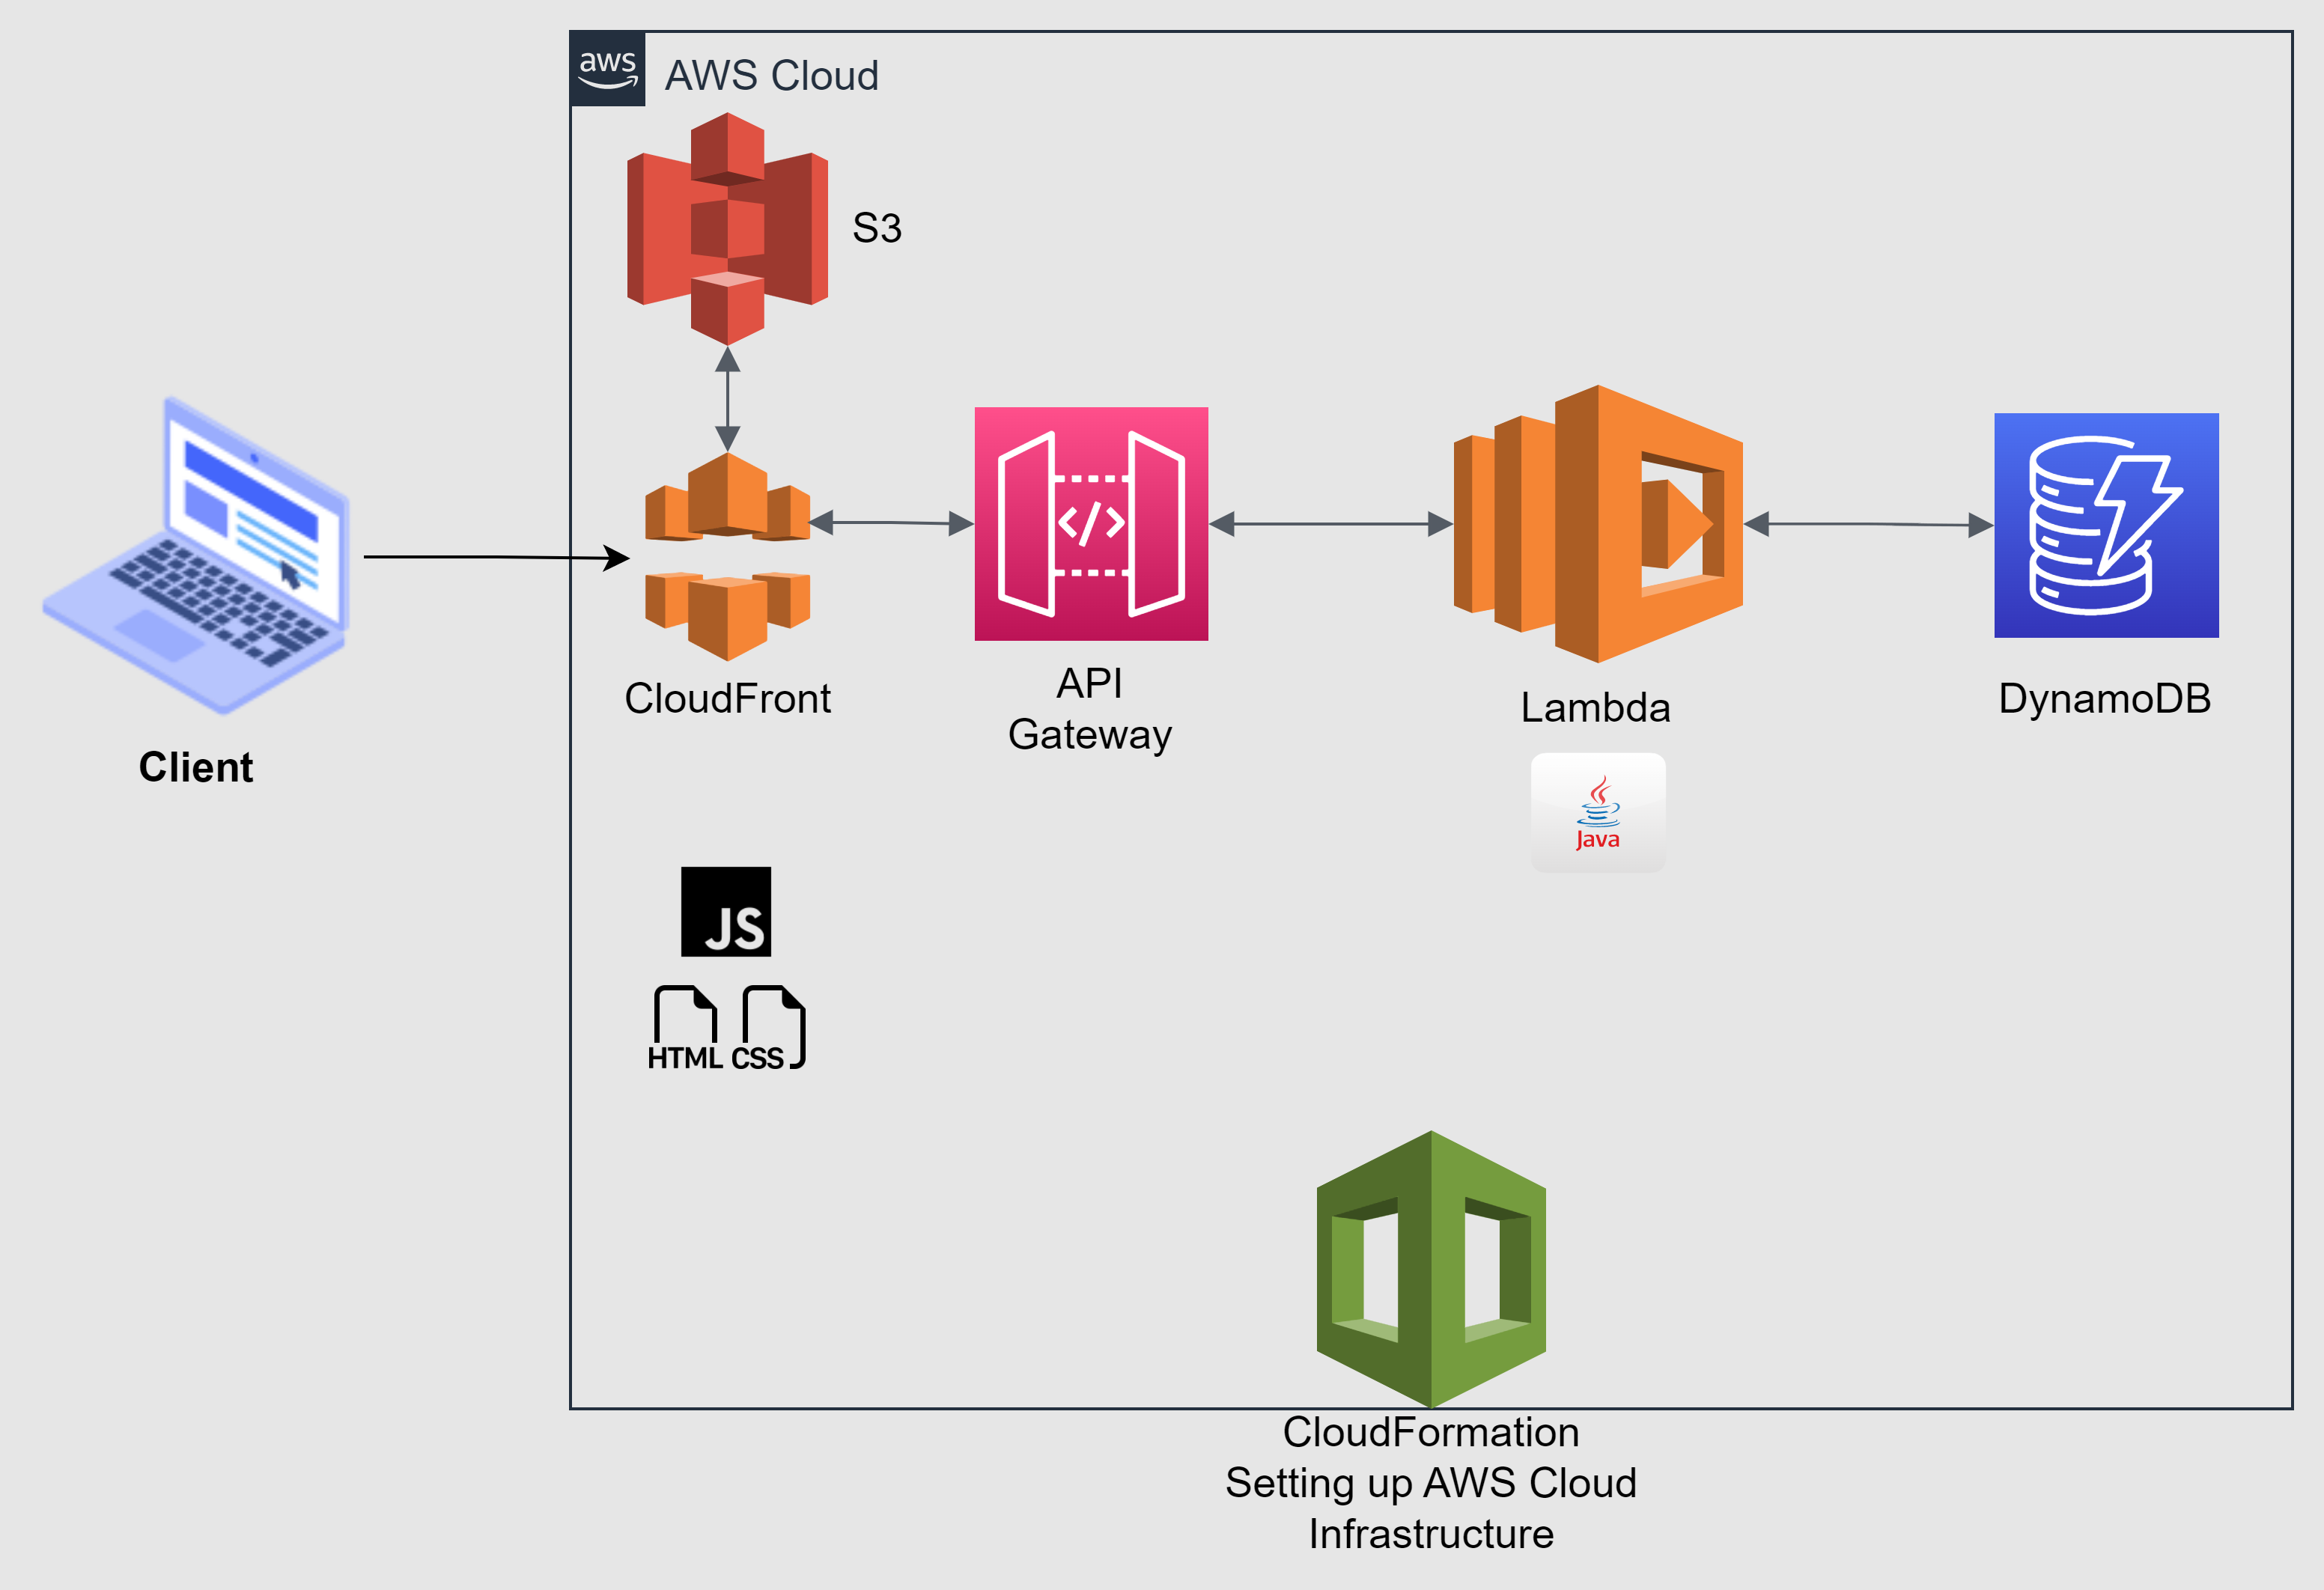 aws
AWS Cloud
S3
CloudFront
API
Gateway
Lambda
DynamoDB
Client
Java
JS
HTML CSS
CloudFormation
Setting up AWS Cloud
Infrastructure